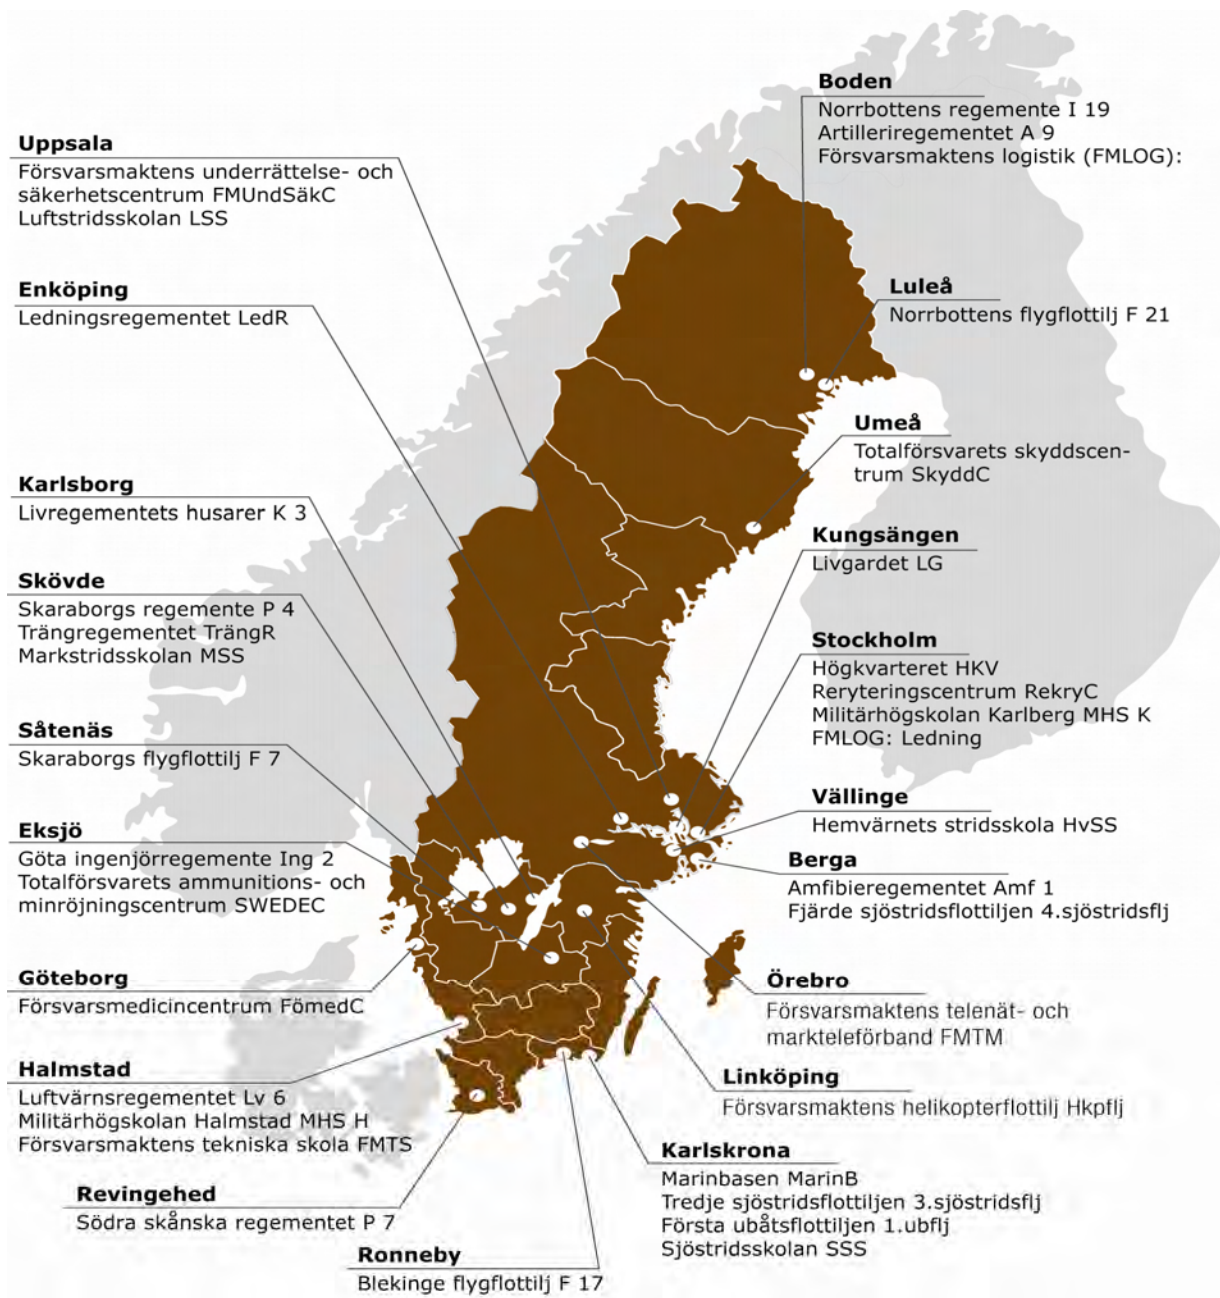 Boden
Norrbottens regemente I 19
Artilleriregementet A 9
Försvarsmaktens logistik (FMLOG):
Uppsala
Försvarsmaktens underrättelse- och
säkerhetscentrum FMUndSäkC
Luftstridsskolan LSS
Enköping
Ledningsregementet LedR
Luleå
Norrbottens flygflottilj F 21
Umeå
Totalförsvarets skyddscen-
trum SkyddC
Karlsborg
Livregementets husarer K 3
Kungsängen
Livgardet LG
Skövde
Skaraborgs regemente P 4
Trängregementet TrängR
Markstridsskolan MSS
Stockholm
Högkvarteret HKV
Reryteringscentrum RekryC
Militärhögskolan Karlberg MHS K
FMLOG: Ledning
Såtenäs
Skaraborgs flygflottilj F 7
Vällinge
Hemvärnets stridsskola HvSS
Eksjö
Göta ingenjörregemente Ing 2
Totalförsvarets ammunitions- och
minröjningscentrum SWEDEC
Berga
Amfibieregementet Amf 1
Fjärde sjöstridsflottiljen 4.sjöstridsflj
Göteborg
Försvarsmedicincentrum FömedC
Örebro
Försvarsmaktens telenät- och
markteleförband FMTM
Halmstad
Luftvärnsregementet Lv 6
Militärhögskolan Halmstad MHS H
Försvarsmaktens tekniska skola FMTS
Linköping
Försvarsmaktens helikopterflottilj Hkpflj
Karlskrona
Marinbasen MarinB
Tredje sjöstridsflottiljen 3.sjöstridsflj
Första ubåtsflottiljen 1.ubflj
Sjöstridsskolan SSS
Revingehed
Södra skånska regementet P 7
Ronneby
Blekinge flygflottilj F 17